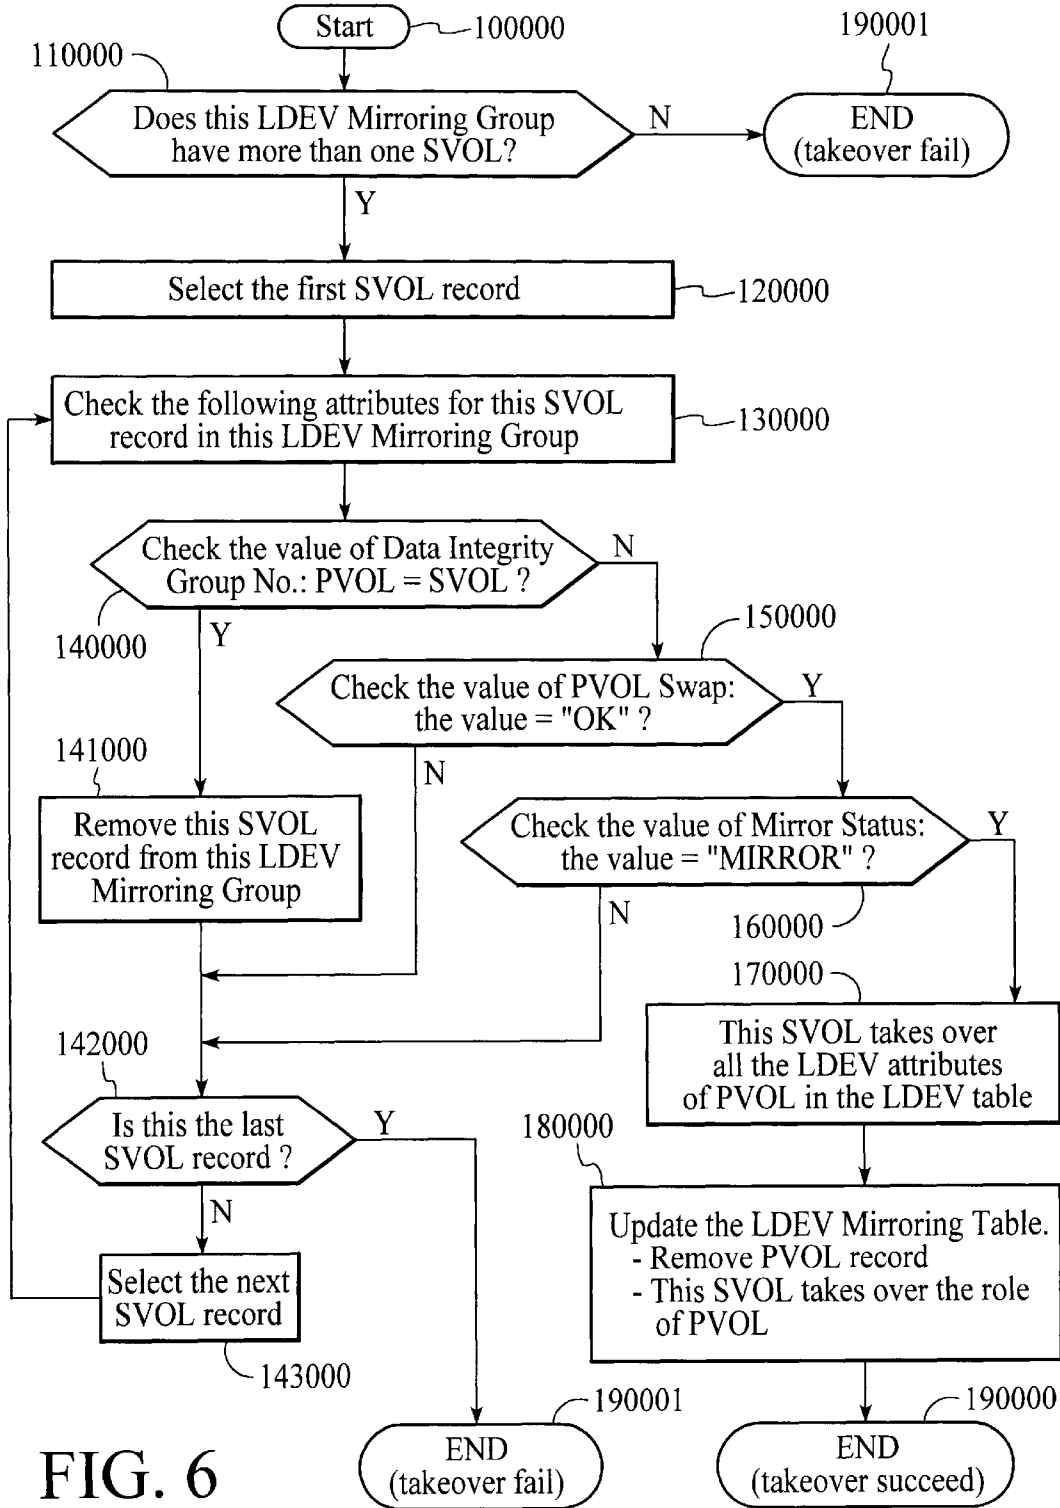 Start
100000
190001
110000
Does this LDEV Mirroring Group
have more than one SVOL?
N
END
(takeover fail)
Y
Select the first SVOL record
120000
Check the following attributes for this SVOL
record in this LDEV Mirroring Group
130000
Check the value of Data Integrity
Group No.: PVOL = SVOL ?
N
140000
Y
150000
Check the value of PVOL Swap:
the value = "OK" ?
Y
N
141000
Remove this SVOL
record from this LDEV
Mirroring Group
Check the value of Mirror Status:
the value = "MIRROR" ?
Y
N
160000
170000
This SVOL takes over
all the LDEV attributes
of PVOL in the LDEV table
142000
Is this the last
SVOL record ?
Y
N
180000
Update the LDEV Mirroring Table.
- Remove PVOL record
- This SVOL takes over the role
of PVOL
Select the next
SVOL record
143000
190001
END
(takeover fail)
190000
END
(takeover succeed)
FIG. 6